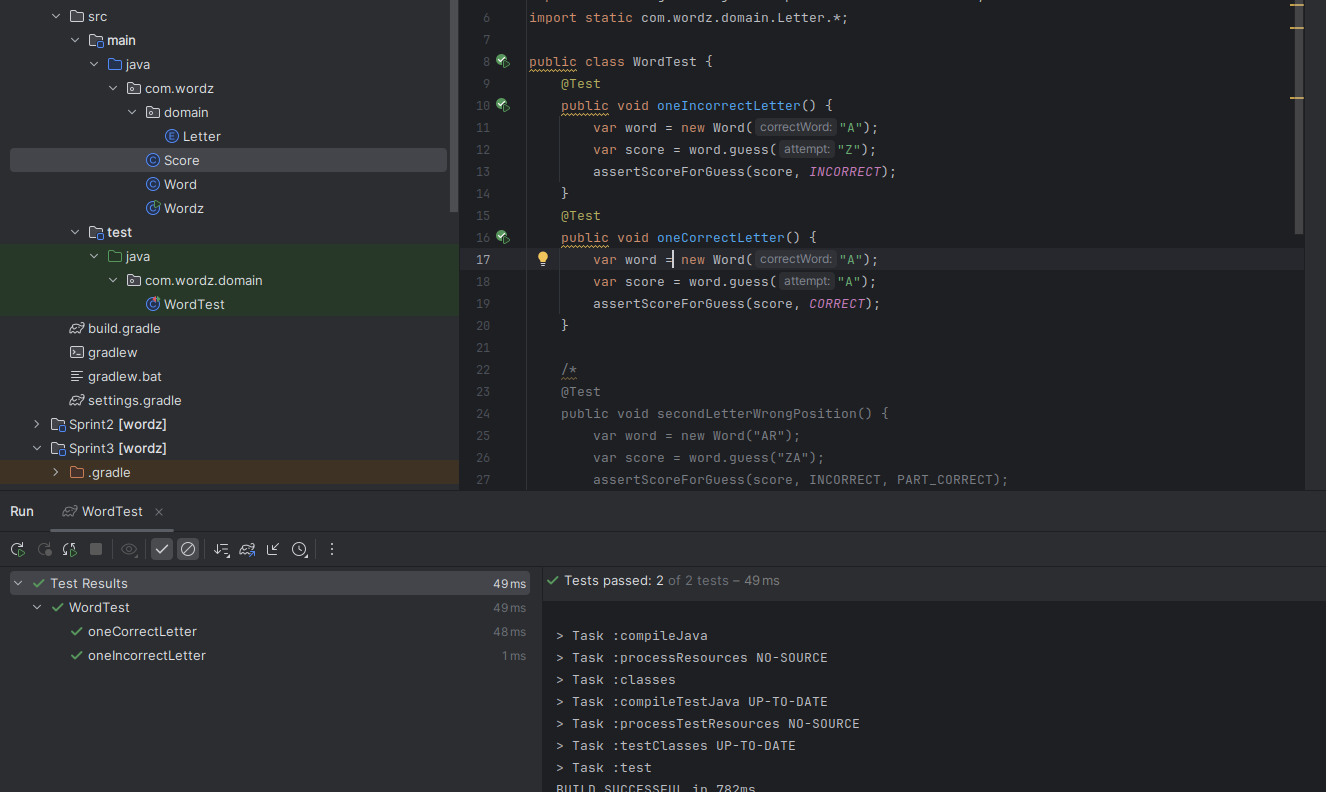 src
main
java
com.wordz
domain
Letter
Score
Word
Wordz
test
java
com.wordz.domain
WordTest
build.gradle
gradlew
gradlew.bat
settings.gradle
Sprint2 [wordz]
Sprint3 [wordz]
.gradle
6 import static com.wordz.domain.Letter.*;
7
8 public class WordTest {
9 @Test
10 public void oneIncorrectLetter() {
11 var word = new Word( correctWord: "A");
12 var score = word.guess( attempt: "Z");
13 assertScoreForGuess(score, INCORRECT);
14 }
15 @Test
16 public void oneCorrectLetter() {
17 var word = new Word( correctWord: "A");
18 var score = word.guess( attempt: "A");
19 assertScoreForGuess(score, CORRECT);
20 }
21
22 /*
23 @Test
24 public void secondLetterWrongPosition() {
25 var word = new Word("AR");
26 var score = word.guess("ZA");
27 assertScoreForGuess(score, INCORRECT, PART_CORRECT);
Run WordTest
Test Results 49 ms
WordTest 49 ms
oneCorrectLetter 48 ms
oneIncorrectLetter 1 ms
Tests passed: 2 of 2 tests – 49 ms
> Task :compileJava
> Task :processResources NO-SOURCE
> Task :classes
> Task :compileTestJava UP-TO-DATE
> Task :processTestResources NO-SOURCE
> Task :testClasses UP-TO-DATE
> Task :test
BUILD SUCCESSFUL in 782ms